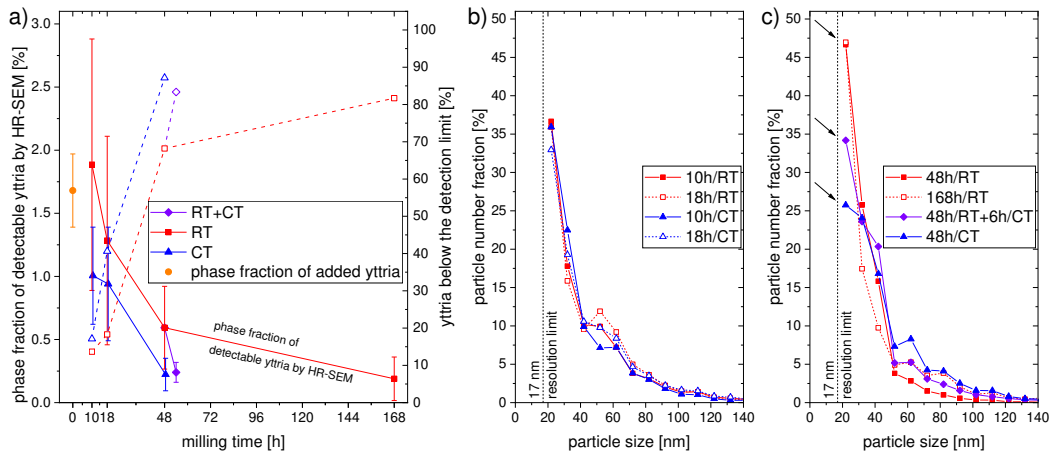 a)
phase fraction of detectable yttria by HR-SEM [%]
3.0
2.5
2.0
1.5
1.0
0.5
0.0
0 10 18 48 72 96 120 144 168
milling time [h]
RT+CT
RT
CT
phase fraction of added yttria
phase fraction of
detectable yttria by HR-SEM
100
90
80
70
60
50
40
30
20
10
0
yttria below the detection limit [%]
b)
particle number fraction [%]
50
45
40
35
30
25
20
15
10
5
0
17 nm
resolution limit
10h/RT
18h/RT
10h/CT
18h/CT
0 20 40 60 80 100 120 140
particle size [nm]
c)
particle number fraction [%]
50
45
40
35
30
25
20
15
10
5
0
17 nm
resolution limit
48h/RT
168h/RT
48h/RT+6h/CT
48h/CT
0 20 40 60 80 100 120 140
particle size [nm]